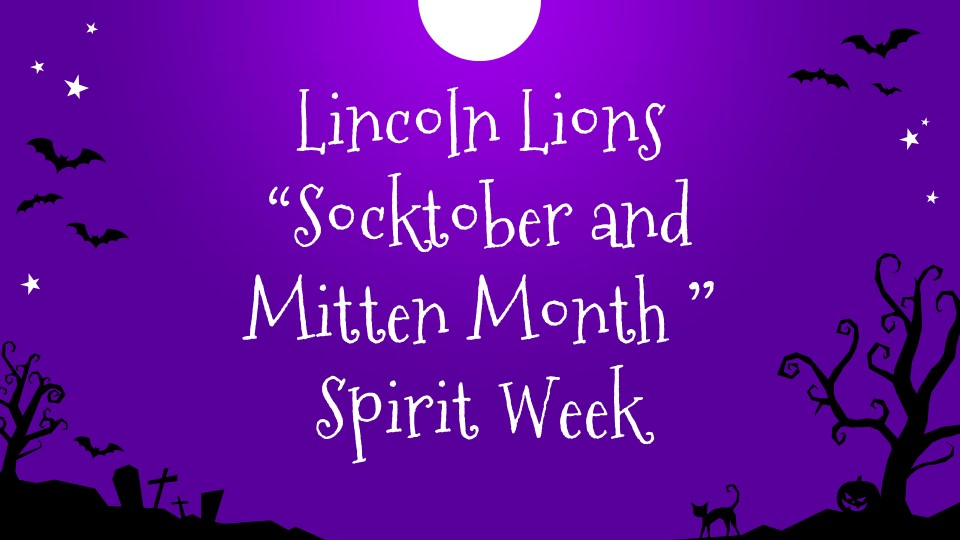 Lincoln Lions
“Socktober and
Mitten Month ”
Spirit Week